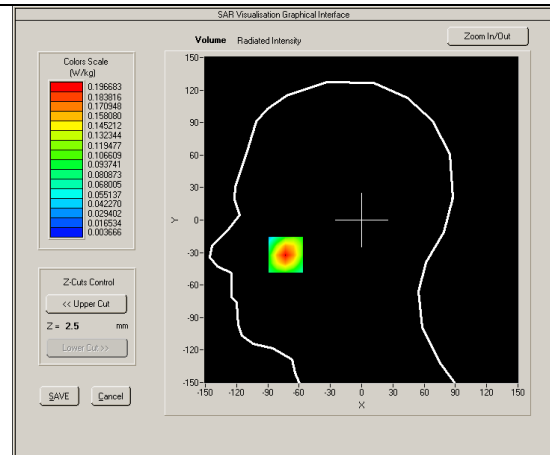 SAR Visualisation Graphical Interface
Volume Radiated Intensity
Zoom In/Out
Colors Scale
(W/kg)
0.196683
0.183816
0.170948
0.158080
0.145212
0.132344
0.119477
0.106609
0.093741
0.080873
0.068005
0.055137
0.042270
0.029402
0.016534
0.003666
Z-Cuts Control
<< Upper Cut
Z = 2.5 mm
Lower Cut >>
SAVE Cancel
150
120
90
60
30
0
-30
-60
-90
-120
-150
Y
-150 -120 -90 -60 -30 0 30 60 90 120 150
X